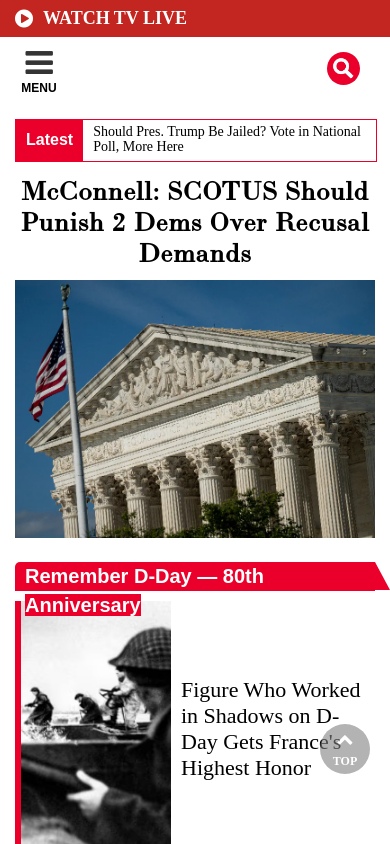 WATCH TV LIVE
MENU
Latest
Should Pres. Trump Be Jailed? Vote in National
Poll, More Here
McConnell: SCOTUS Should
Punish 2 Dems Over Recusal
Demands
Remember D-Day — 80th
Anniversary
Figure Who Worked
in Shadows on D-
Day Gets France's
Highest Honor
TOP